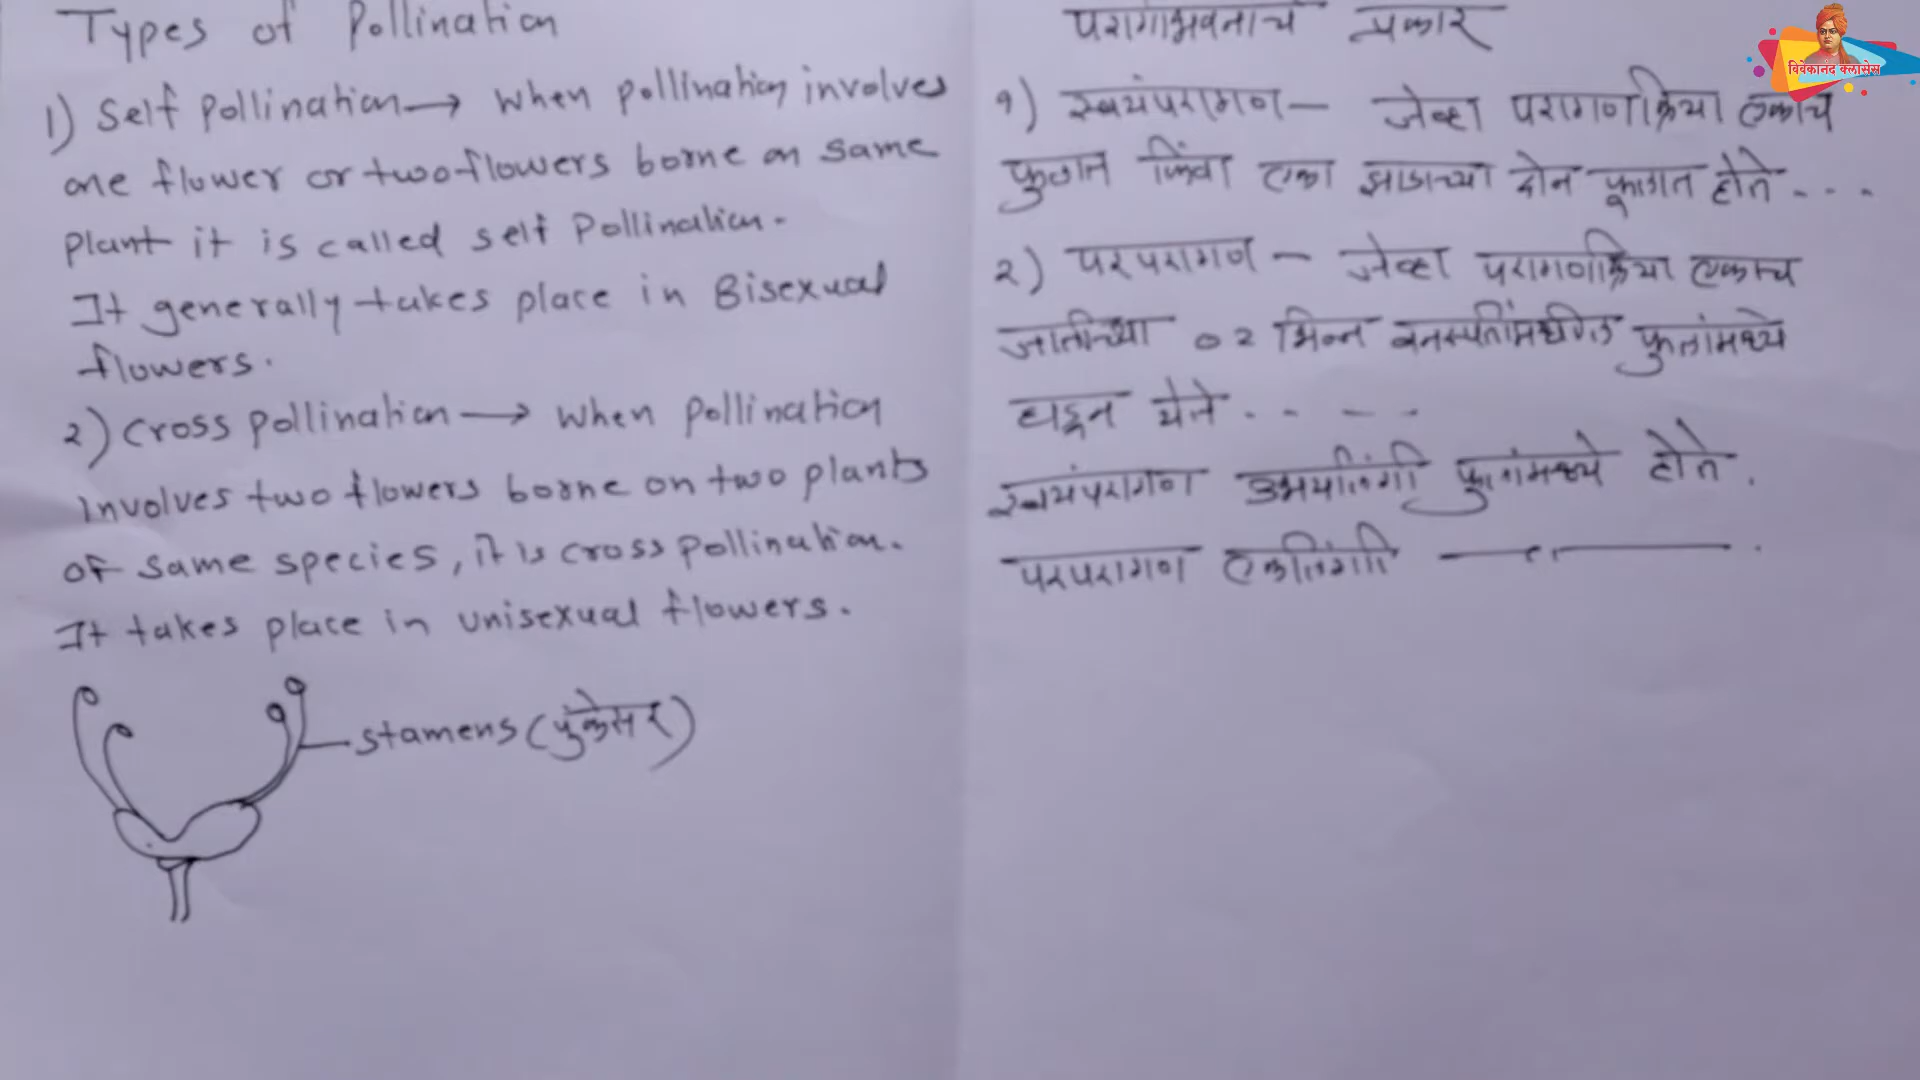 Types of Pollination
1) Self pollination → When pollination involves
one flower or two flowers borne on same
plant it is called self Pollination.
It generally takes place in Bisexual
flowers.
2) Cross pollination → When pollination
involves two flowers borne on two plants
of same species, it is cross pollination.
It takes place in unisexual flowers.
stamens (पुंकेसर)
परागीभवनाचे प्रकार
१) स्वयंपरागण – जेव्हा परागणक्रिया एकाच
फुलात किंवा एका झाडाच्या दोन फूलात होते - - -
२) परपरागण – जेव्हा परागणक्रिया एकाच
जातीच्या ०२ भिन्न वनस्पतींमधील फुलांमध्ये
घडून येते - - - -
स्वयंपरागण उभयलिंगी फुलांमध्ये होते.
परपरागण एकलिंगी —— " ——.
विवेकानंद क्लासेस